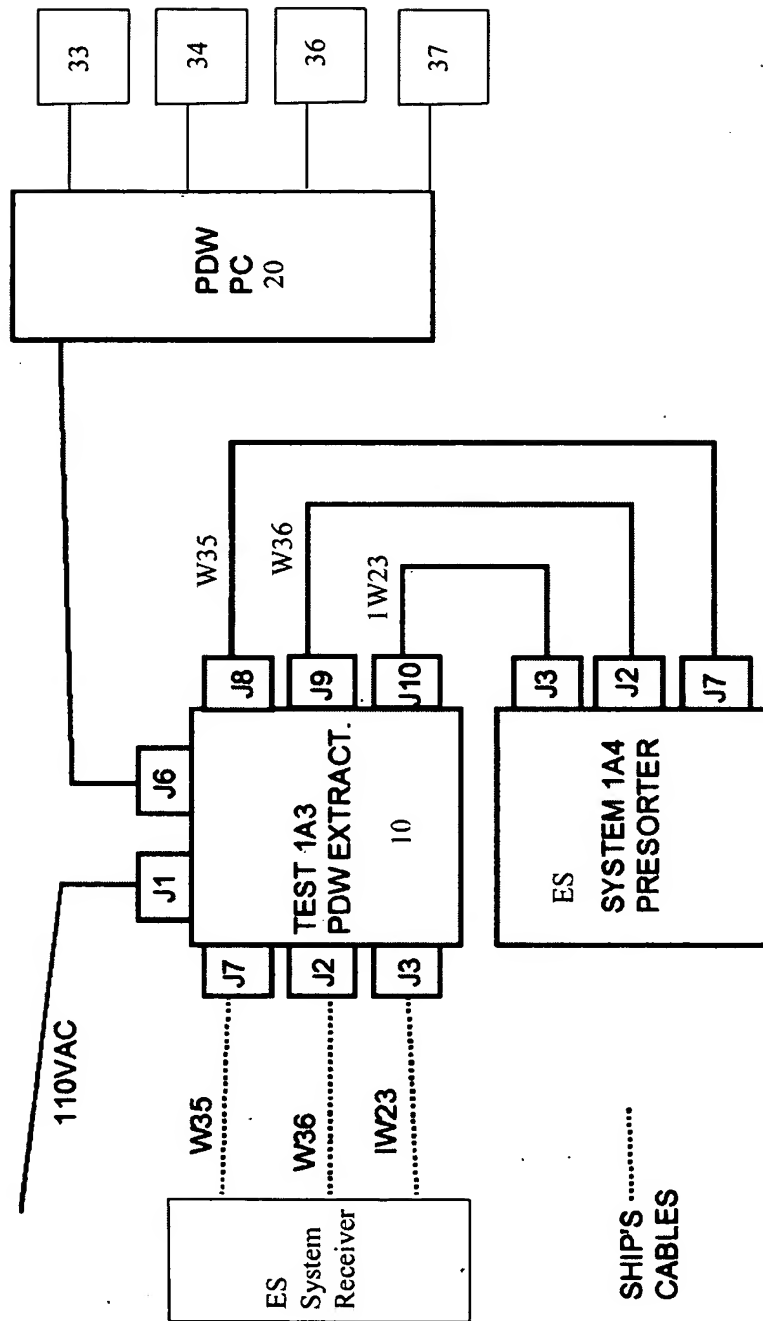 110VAC
J1
J6
33
34
36
37
PDW
PC
20
W35
W36
IW23
J7
J2
J3
TEST 1A3
PDW EXTRACT.
10
J8
J9
J10
W35
W36
1W23
ES
System
Receiver
J3
J2
J7
ES
SYSTEM 1A4
PRESORTER
SHIP'S
CABLES